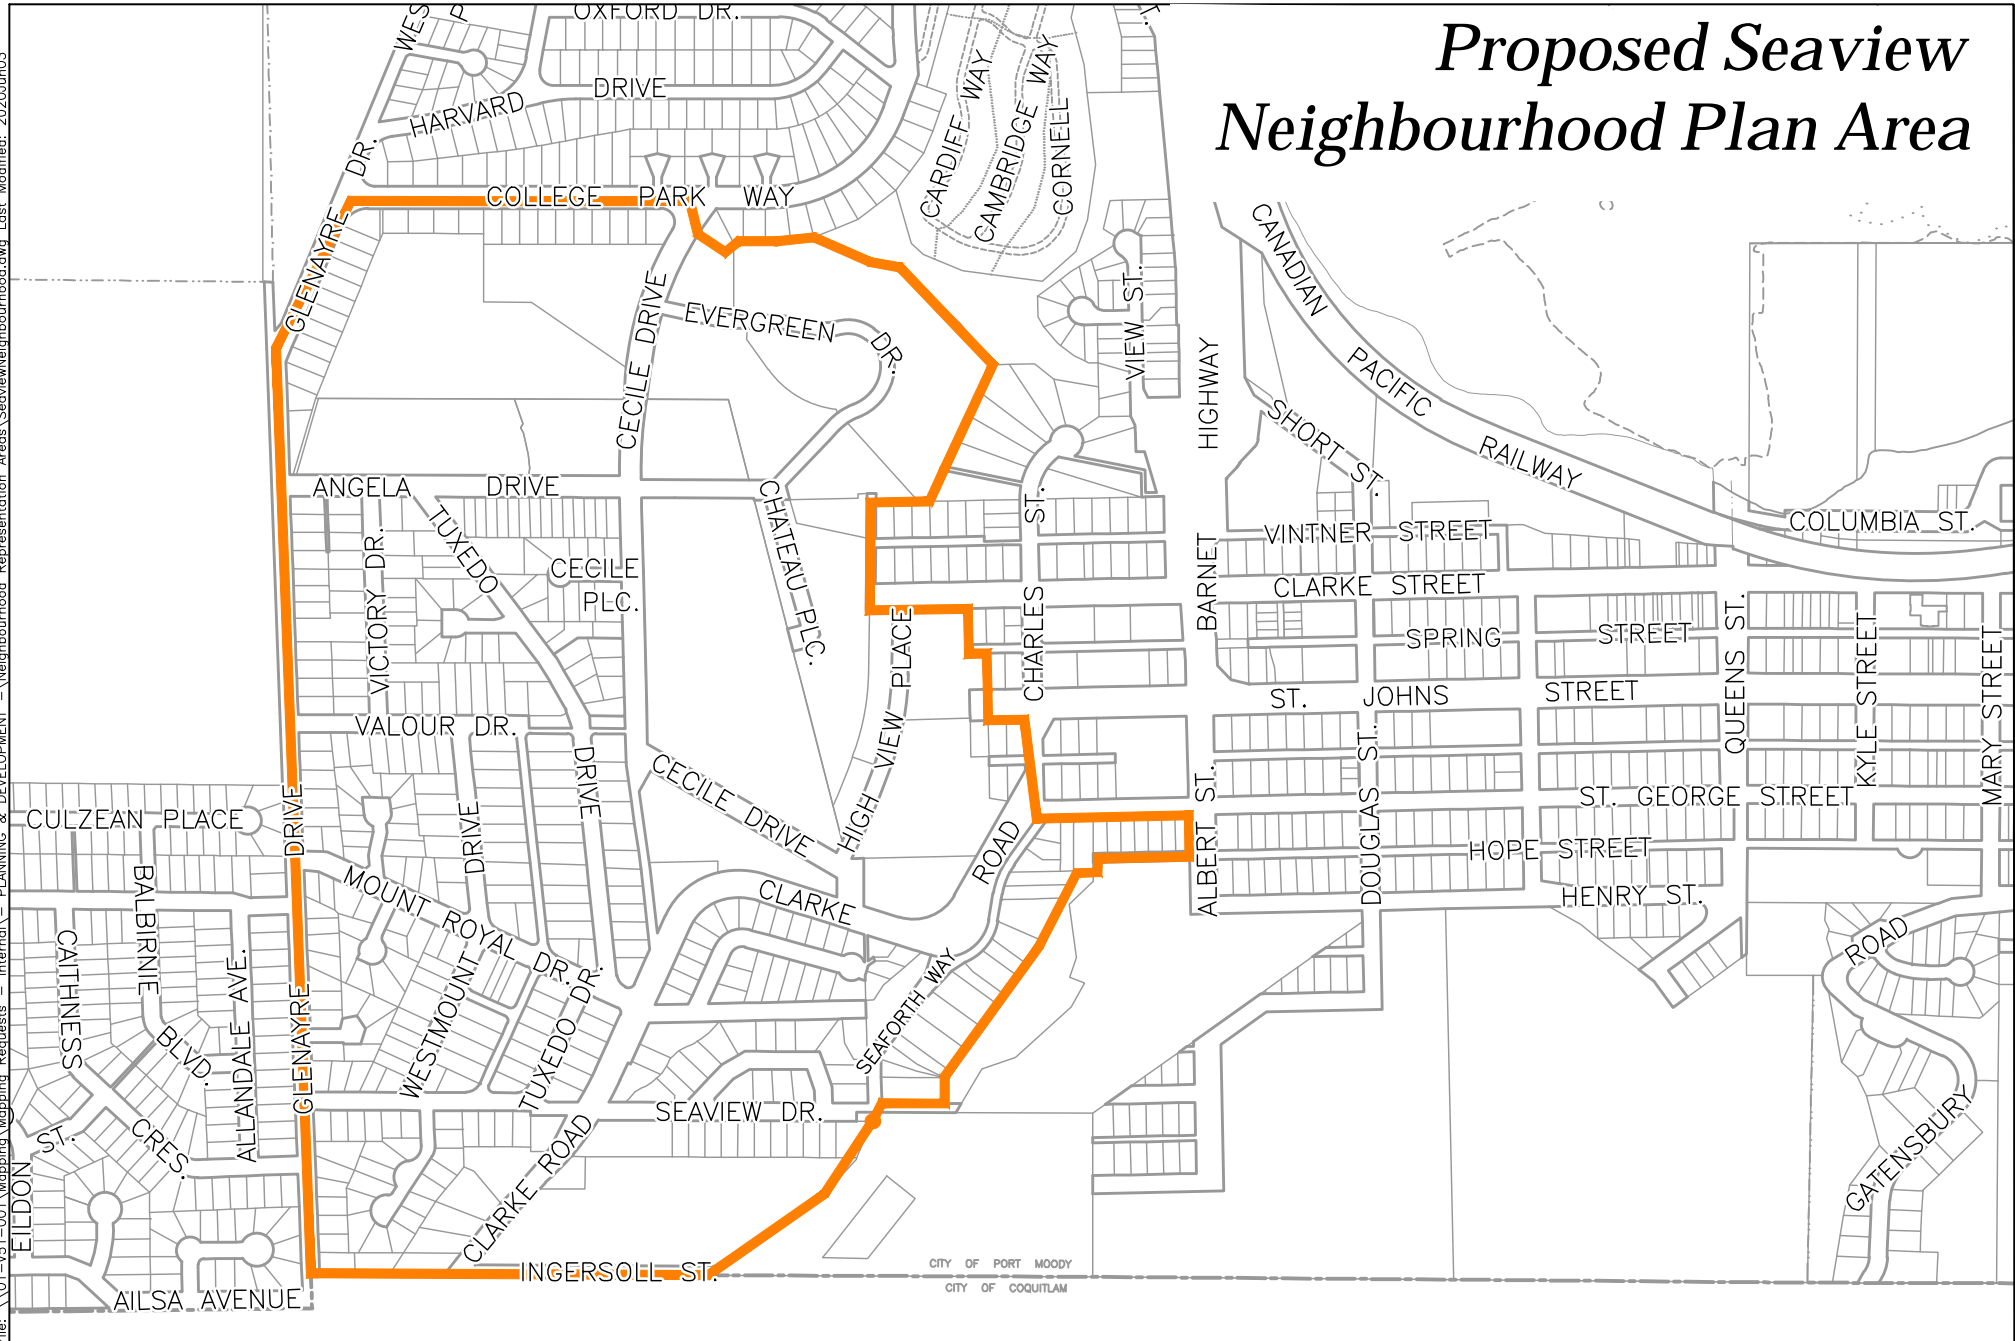 Proposed Seaview
Neighbourhood Plan Area
OXFORD DR.
DRIVE
HARVARD
DR.
COLLEGE PARK WAY
GLENAYRE
CARDIFF WAY
CAMBRIDGE WAY
CORNELL
VIEW ST.
CANADIAN
PACIFIC
RAILWAY
HIGHWAY
BARNET
SHORT ST.
CECILE DRIVE
EVERGREEN
DR.
CECILE DRIVE
ANGELA DRIVE
TUXEDO
VICTORY DR.
CECILE
PLC.
CHATEAU PLC.
CHARLES ST.
VINTNER STREET
COLUMBIA ST.
CLARKE STREET
SPRING STREET
ST. JOHNS STREET
QUEENS ST.
KYLE STREET
MARY STREET
HIGH VIEW PLACE
VALOUR DR.
DRIVE
DRIVE
CECILE DRIVE
ALBERT ST.
DOUGLAS ST.
ST. GEORGE STREET
HOPE STREET
HENRY ST.
CULZEAN PLACE
DRIVE
BALBIRNIE
BLVD.
CAITHNESS
CRES.
ALLANDALE AVE.
GLENAYRE
MOUNT ROYAL DR.
WESTMOUNT
TUXEDO DR.
CLARKE
ROAD
SEAFORTH WAY
SEAVIEW DR.
CLARKE ROAD
ROAD
GATENSBURY
EILDON
ST.
INGERSOLL ST.
AILSA AVENUE
CITY OF PORT MOODY
CITY OF COQUITLAM